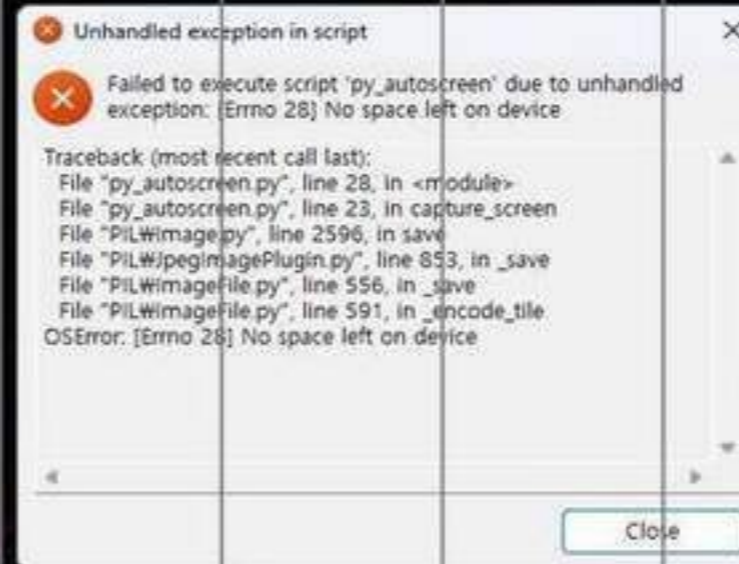 Unhandled exception in script
Failed to execute script 'py_autoscreen' due to unhandled
exception: [Errno 28] No space left on device
Traceback (most recent call last):
File "py_autoscreen.py", line 28, in <module>
File "py_autoscreen.py", line 23, in capture_screen
File "PIL₩Image.py", line 2596, in save
File "PIL₩JpegImagePlugin.py", line 853, in _save
File "PIL₩ImageFile.py", line 556, in _save
File "PIL₩ImageFile.py", line 591, in _encode_tile
OSError: [Errno 28] No space left on device
Close